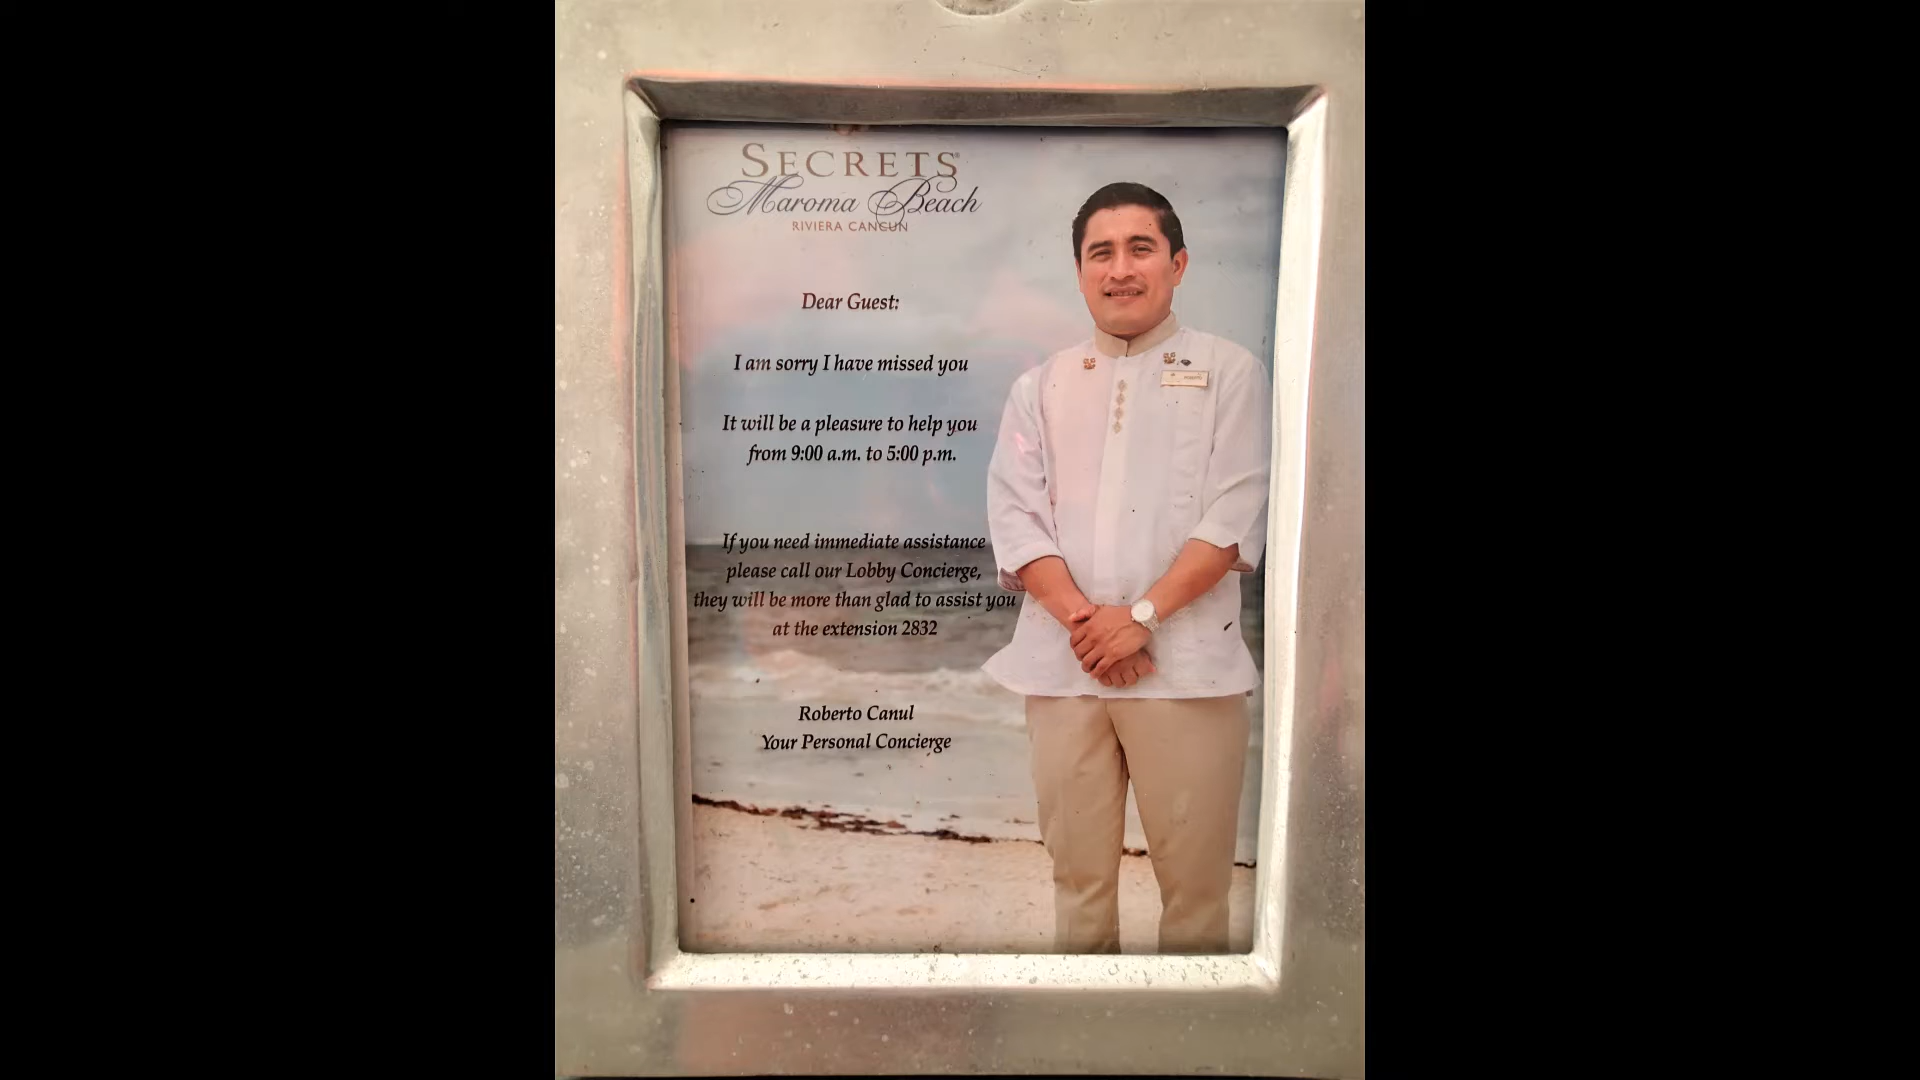 SECRETS®
Maroma Beach
RIVIERA CANCUN
Dear Guest:
I am sorry I have missed you
It will be a pleasure to help you
from 9:00 a.m. to 5:00 p.m.
If you need immediate assistance
please call our Lobby Concierge,
they will be more than glad to assist you
at the extension 2832
Roberto Canul
Your Personal Concierge